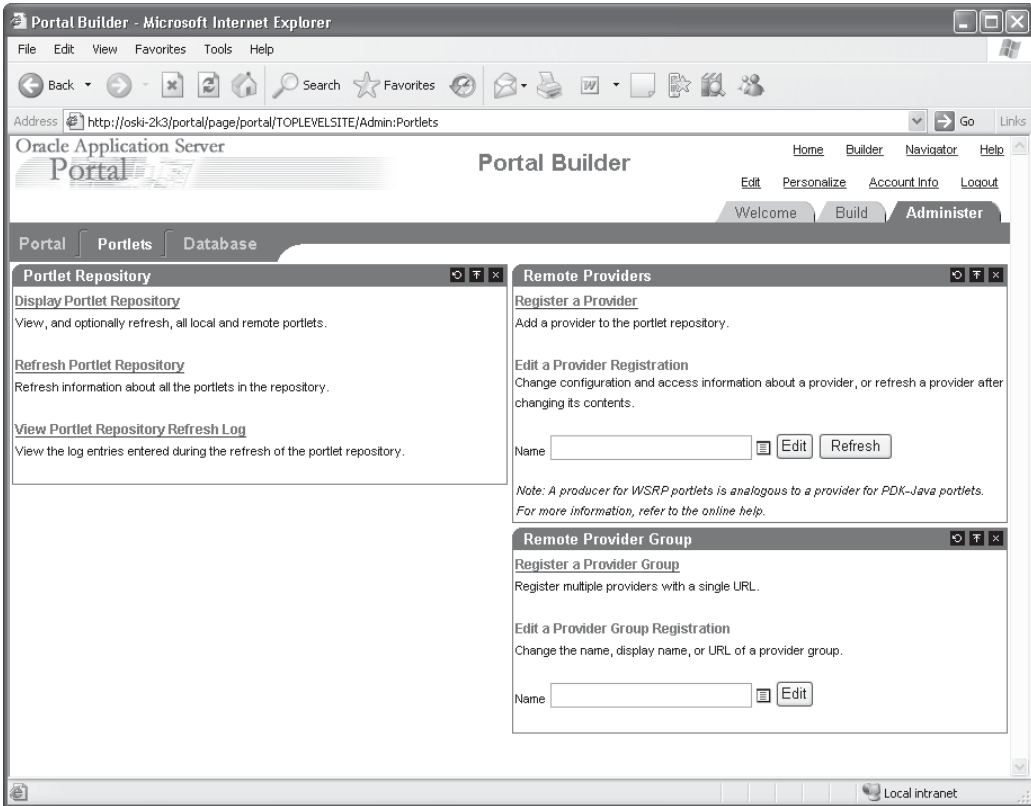 Portal Builder - Microsoft Internet Explorer
File Edit View Favorites Tools Help
Back Search Favorites
Address http://oski-2k3/portal/page/portal/TOPLEVELSITE/Admin:Portlets Go Links
Oracle Application Server
Portal
Portal Builder
Home Builder Navigator Help
Edit Personalize Account Info Logout
Welcome Build Administer
Portal Portlets Database
Portlet Repository
Display Portlet Repository
View, and optionally refresh, all local and remote portlets.
Refresh Portlet Repository
Refresh information about all the portlets in the repository.
View Portlet Repository Refresh Log
View the log entries entered during the refresh of the portlet repository.
Remote Providers
Register a Provider
Add a provider to the portlet repository.
Edit a Provider Registration
Change configuration and access information about a provider, or refresh a provider after
changing its contents.
Name Edit Refresh
Note: A producer for WSRP portlets is analogous to a provider for PDK-Java portlets.
For more information, refer to the online help.
Remote Provider Group
Register a Provider Group
Register multiple providers with a single URL.
Edit a Provider Group Registration
Change the name, display name, or URL of a provider group.
Name Edit
Local intranet